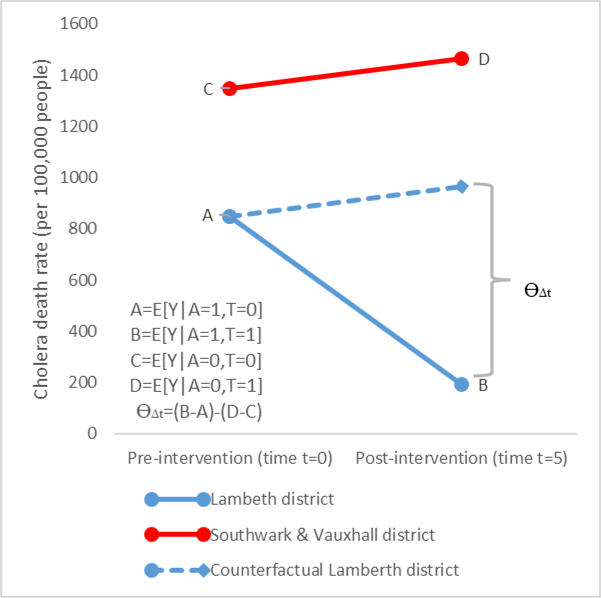 Cholera death rate (per 100,000 people)
1600
1400
1200
1000
800
600
400
200
0
C
D
A
B
ϴΔt
A=E[Y|A=1,T=0]
B=E[Y|A=1,T=1]
C=E[Y|A=0,T=0]
D=E[Y|A=0,T=1]
ϴΔt=(B-A)-(D-C)
Pre-intervention (time t=0) Post-intervention (time t=5)
Lambeth district
Southwark & Vauxhall district
Counterfactual Lamberth district